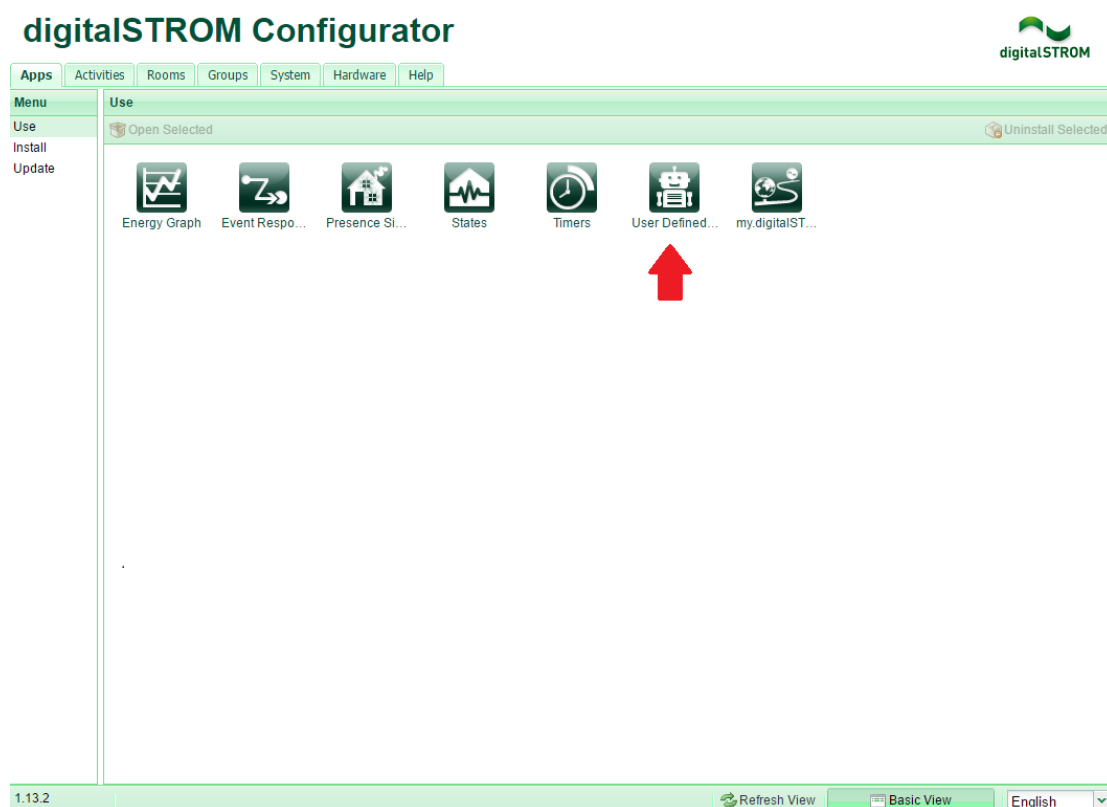 digitalSTROM Configurator
digitalSTROM
Apps Activities Rooms Groups System Hardware Help
Menu
Use
Install
Update
Use
Open Selected Uninstall Selected
Energy Graph Event Respo... Presence Si... States Timers User Defined... my.digitalST...
.
1.13.2 Refresh View Basic View English